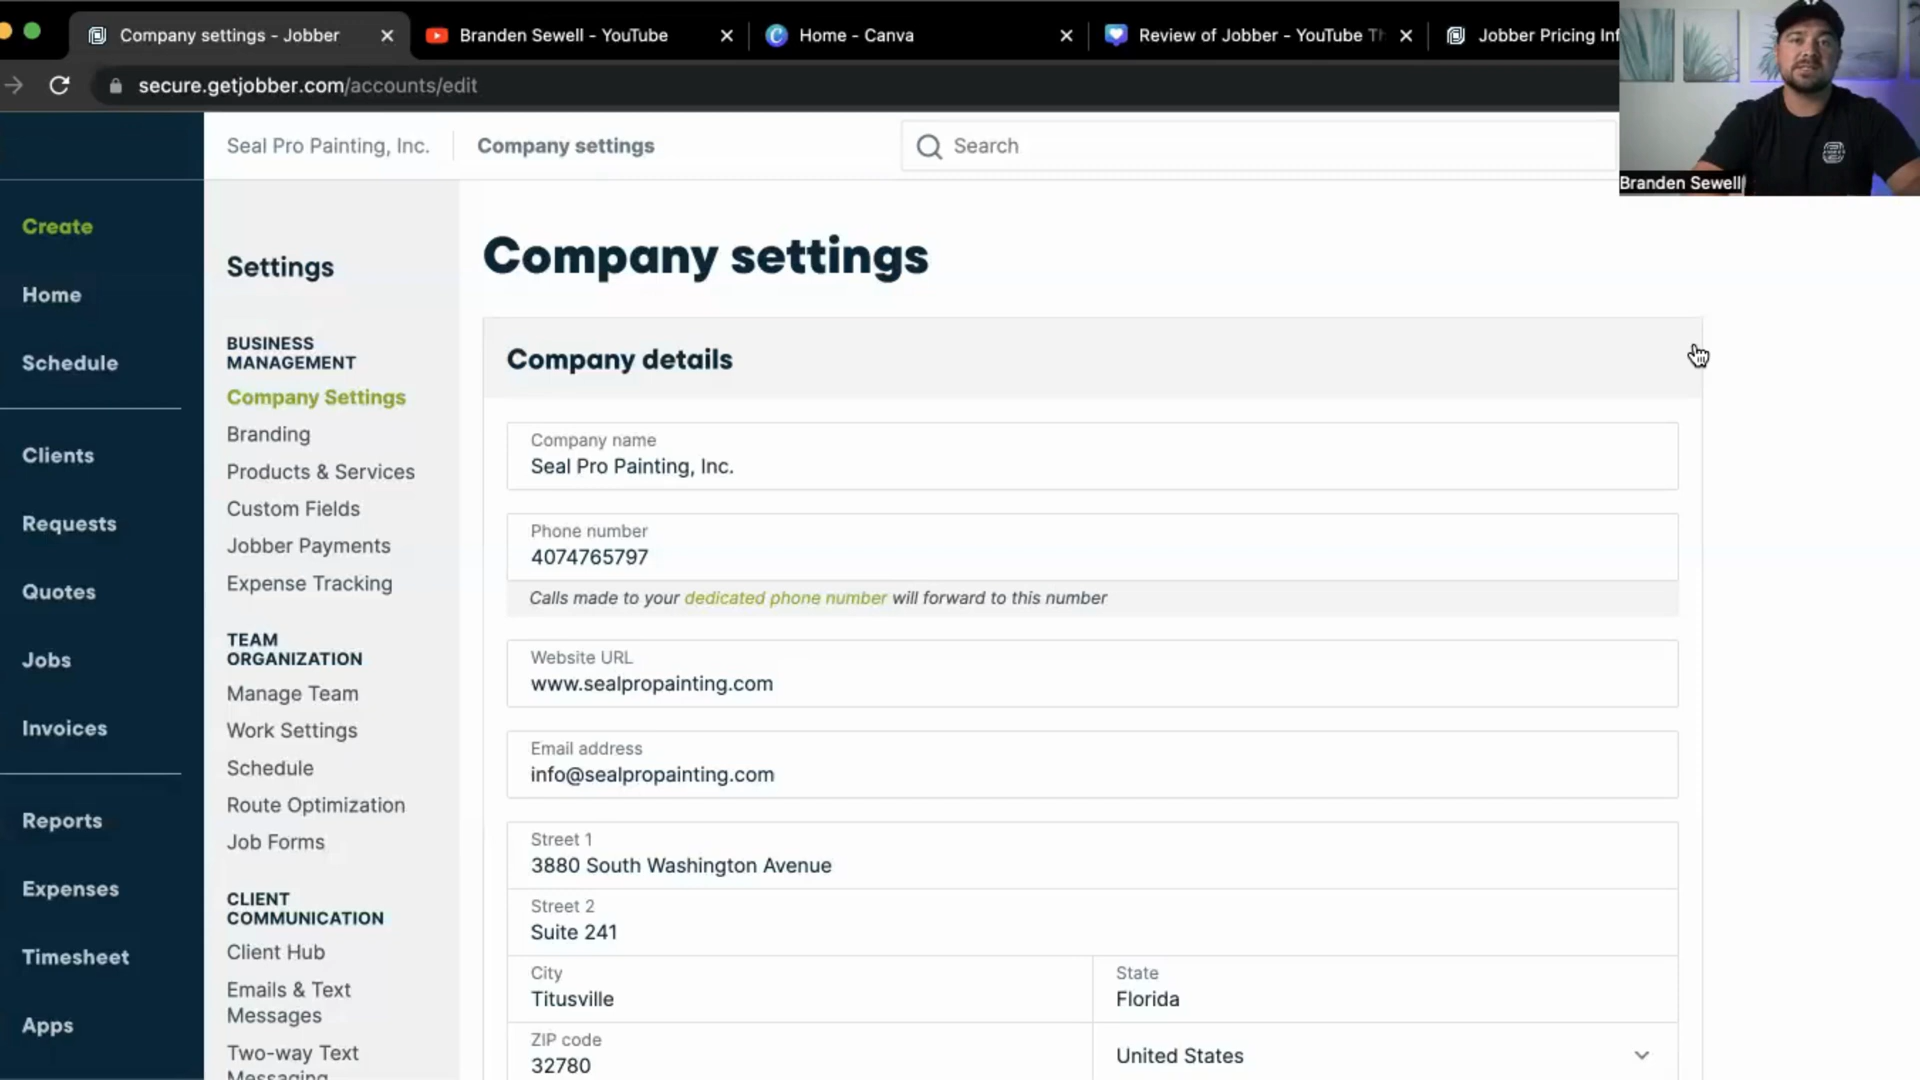 Company settings - Jobber
Branden Sewell - YouTube
Home - Canva
Review of Jobber - YouTube
Jobber Pricing
secure.getjobber.com/accounts/edit
Branden Sewell
Seal Pro Painting, Inc.
Company settings
Search
Create
Home
Schedule
Clients
Requests
Quotes
Jobs
Invoices
Reports
Expenses
Timesheet
Apps
Settings
BUSINESS
MANAGEMENT
Company Settings
Branding
Products & Services
Custom Fields
Jobber Payments
Expense Tracking
TEAM
ORGANIZATION
Manage Team
Work Settings
Schedule
Route Optimization
Job Forms
CLIENT
COMMUNICATION
Client Hub
Emails & Text
Messages
Two-way Text
Messaging
Company settings
Company details
Company name
Seal Pro Painting, Inc.
Phone number
4074765797
Calls made to your dedicated phone number will forward to this number
Website URL
www.sealpropainting.com
Email address
info@sealpropainting.com
Street 1
3880 South Washington Avenue
Street 2
Suite 241
City
Titusville
State
Florida
ZIP code
32780
United States